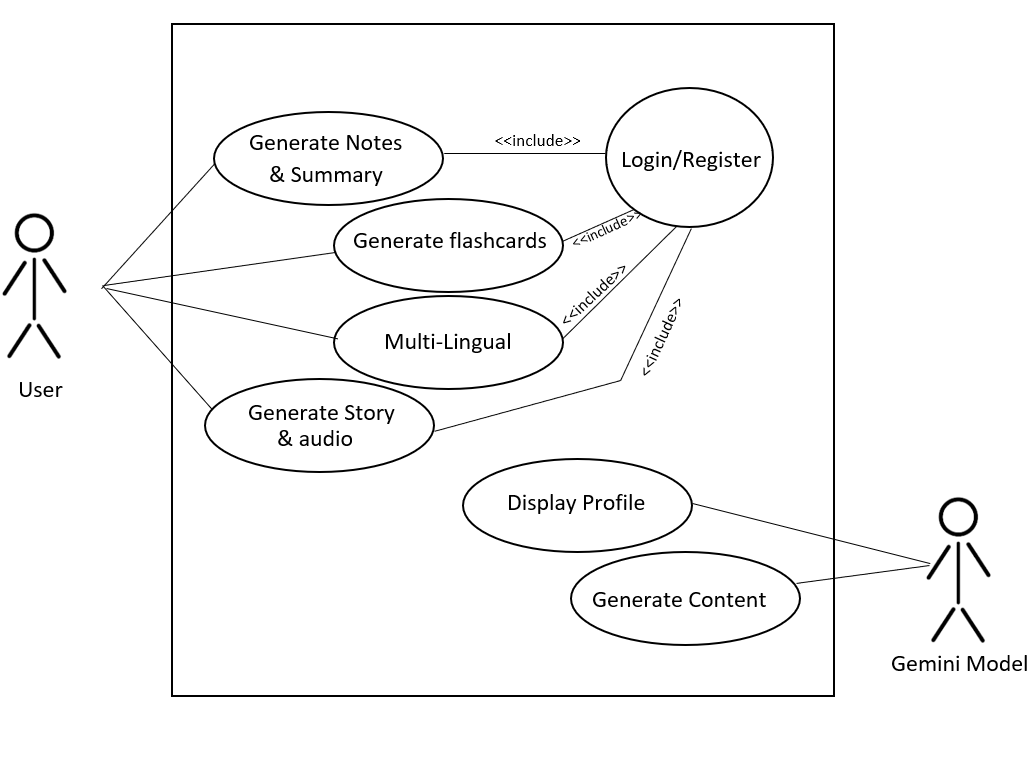 Generate Notes
& Summary
<<include>>
Login/Register
Generate flashcards
<<include>>
<<include>>
Multi-Lingual
<<include>>
User
Generate Story
& audio
Display Profile
Generate Content
Gemini Model